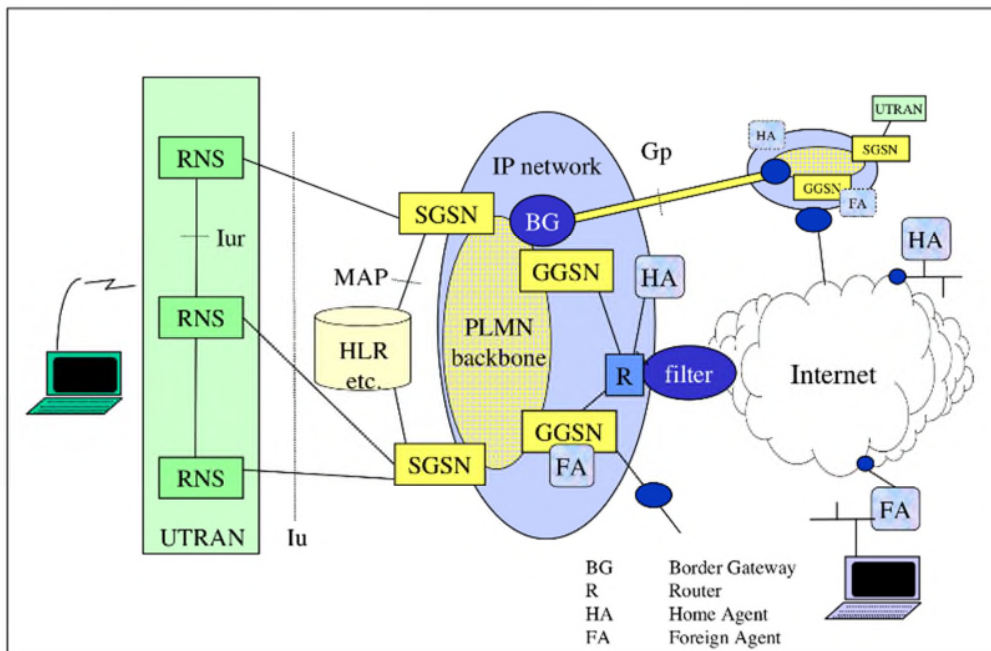 UTRAN
HA
SGSN
GGSN
FA
RNS
IP network
Gp
SGSN
BG
HA
Iur
GGSN
HA
MAP
RNS
PLMN
backbone
HLR
etc.
R
filter
Internet
GGSN
FA
SGSN
RNS
FA
UTRAN
Iu
BG Border Gateway
R Router
HA Home Agent
FA Foreign Agent